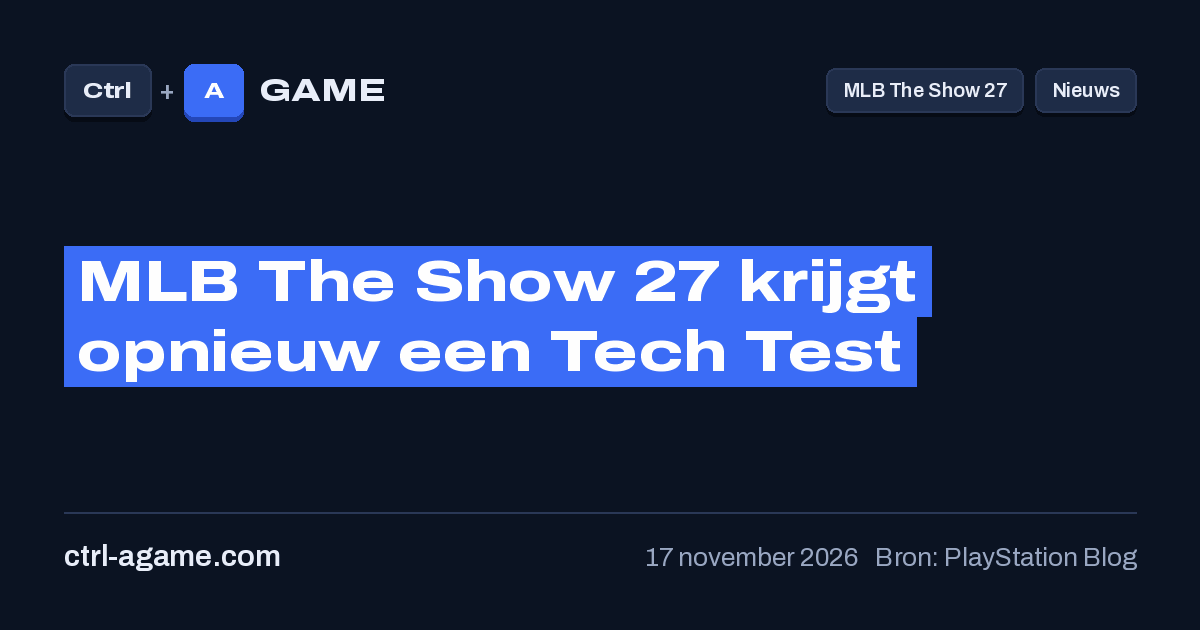 Ctrl + A GAME
MLB The Show 27 Nieuws
MLB The Show 27 krijgt
opnieuw een Tech Test
ctrl-agame.com
17 november 2026 Bron: PlayStation Blog